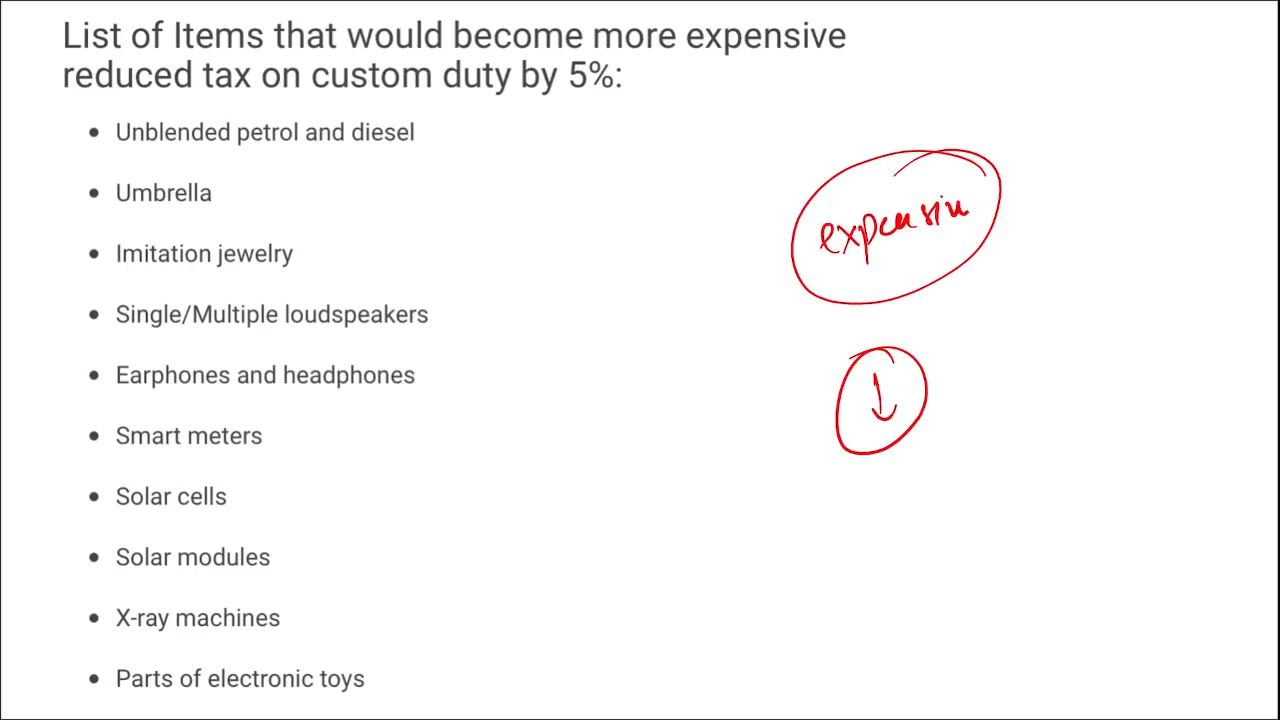 List of Items that would become more expensive
reduced tax on custom duty by 5%:
• Unblended petrol and diesel
• Umbrella
• Imitation jewelry
• Single/Multiple loudspeakers
• Earphones and headphones
• Smart meters
• Solar cells
• Solar modules
• X-ray machines
• Parts of electronic toys
expensive